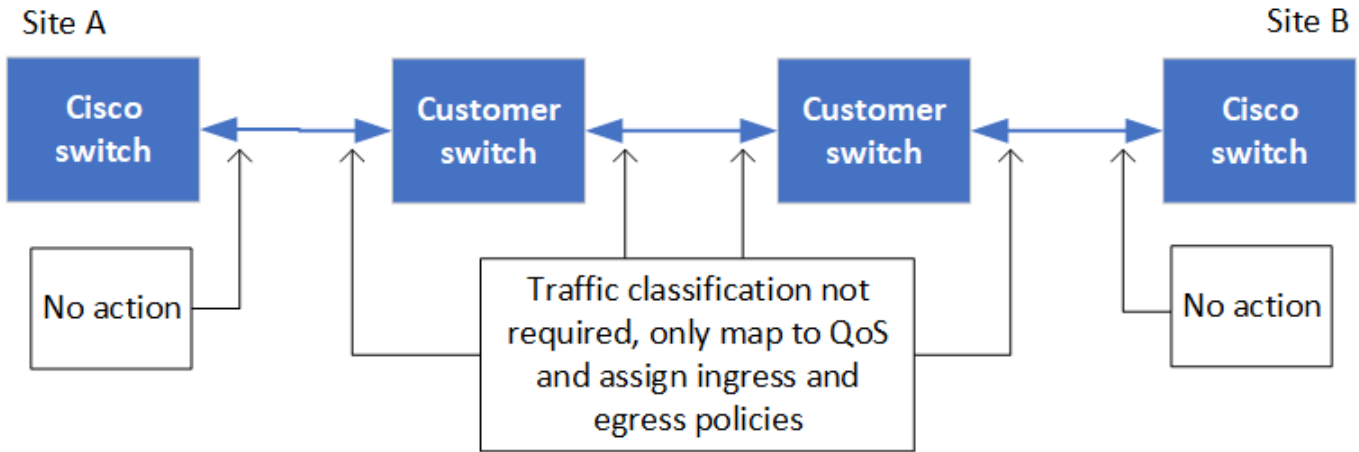 Site A
Site B
Cisco
switch
Customer
switch
Customer
switch
Cisco
switch
No action
Traffic classification not
required, only map to QoS
and assign ingress and
egress policies
No action